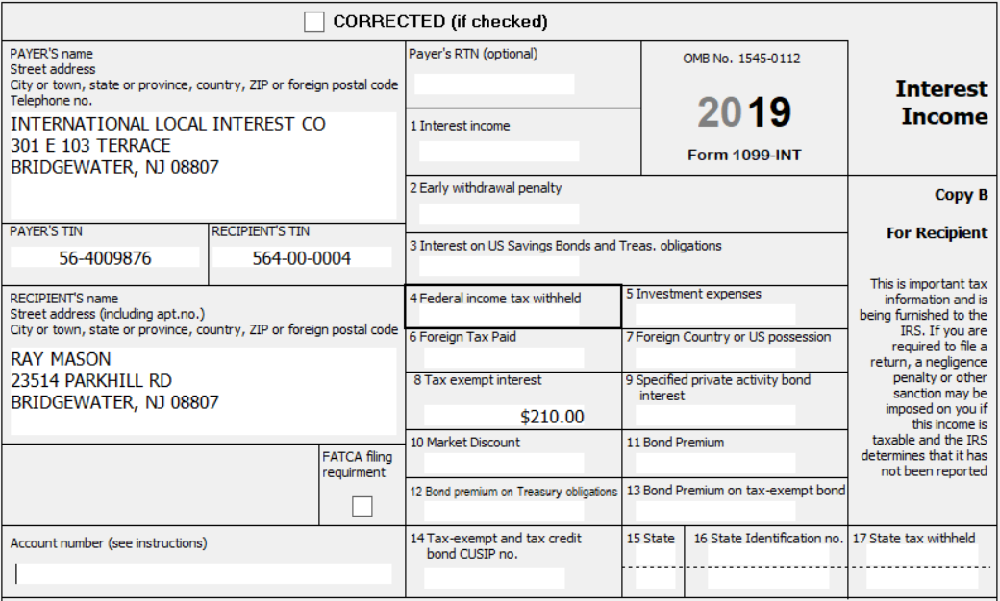 CORRECTED (if checked)
PAYER'S name
Street address
City or town, state or province, country, ZIP or foreign postal code
Telephone no.
INTERNATIONAL LOCAL INTEREST CO
301 E 103 TERRACE
BRIDGEWATER, NJ 08807
Payer's RTN (optional)
1 Interest income
OMB No. 1545-0112
2019
Form 1099-INT
Interest
Income
2 Early withdrawal penalty
Copy B
For Recipient
PAYER'S TIN
56-4009876
RECIPIENT'S TIN
564-00-0004
3 Interest on US Savings Bonds and Treas. obligations
RECIPIENT'S name
Street address (including apt.no.)
City or town, state or province, country, ZIP or foreign postal code
RAY MASON
23514 PARKHILL RD
BRIDGEWATER, NJ 08807
4 Federal income tax withheld
5 Investment expenses
6 Foreign Tax Paid
7 Foreign Country or US possession
8 Tax exempt interest
$210.00
9 Specified private activity bond
interest
This is important tax
information and is
being furnished to the
IRS. If you are
required to file a
return, a negligence
penalty or other
sanction may be
imposed on you if
this income is
taxable and the IRS
determines that it has
not been reported
FATCA filing
requirment
10 Market Discount
11 Bond Premium
12 Bond premium on Treasury obligations
13 Bond Premium on tax-exempt bond
Account number (see instructions)
14 Tax-exempt and tax credit
bond CUSIP no.
15 State
16 State Identification no.
17 State tax withheld